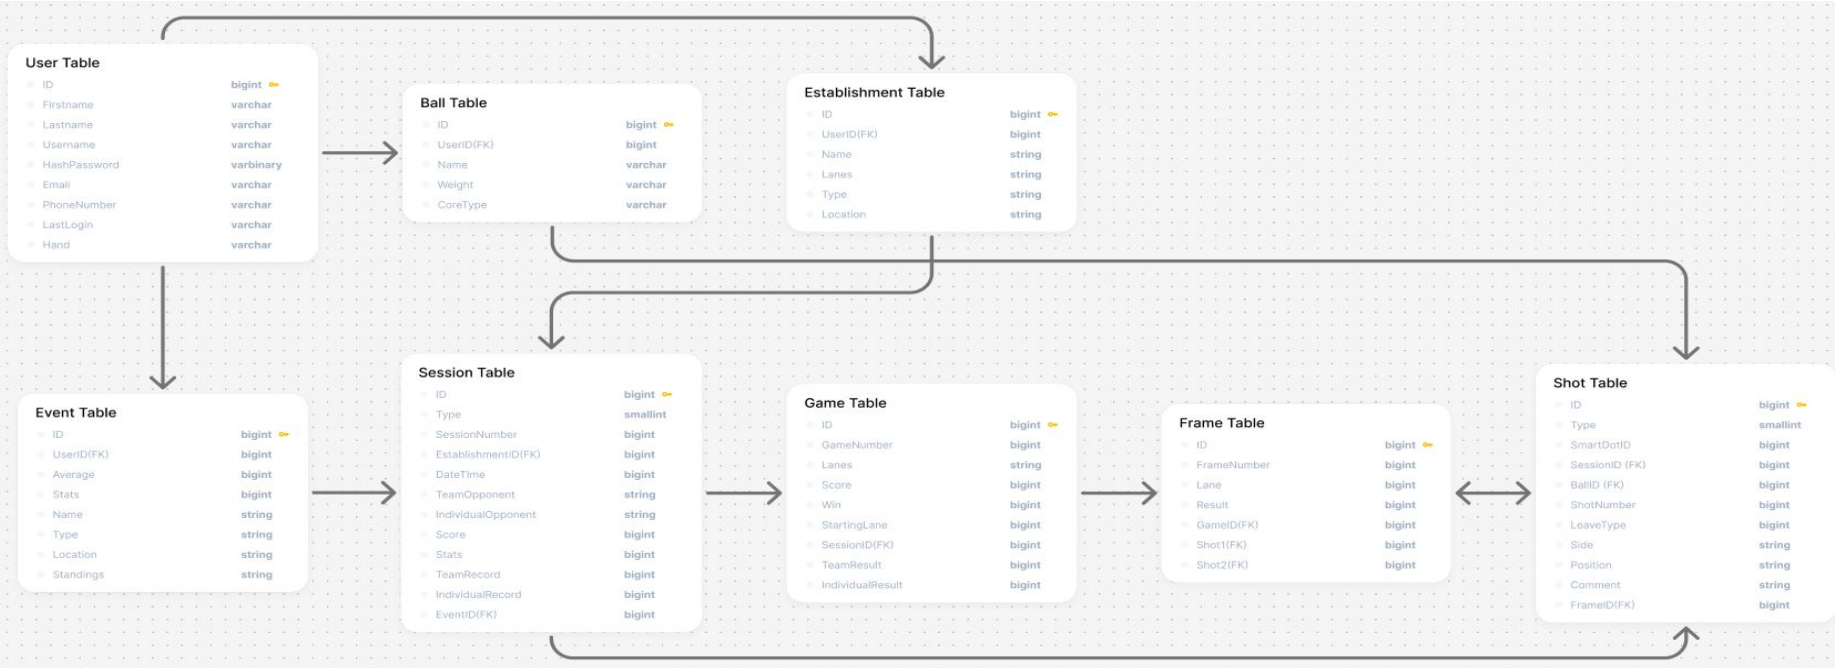 User Table
ID bigint
Firstname varchar
Lastname varchar
Username varchar
HashPassword varbinary
Email varchar
PhoneNumber varchar
LastLogin varchar
Hand varchar
Ball Table
ID bigint
UserID(FK) bigint
Name varchar
Weight varchar
CoreType varchar
Establishment Table
ID bigint
UserID(FK) bigint
Name string
Lanes string
Type string
Location string
Event Table
ID bigint
UserID(FK) bigint
Average bigint
Stats bigint
Name string
Type string
Location string
Standings string
Session Table
ID bigint
Type smallint
SessionNumber bigint
EstablishmentID(FK) bigint
DateTIme bigint
TeamOpponent string
IndividualOpponent string
Score bigint
Stats bigint
TeamRecord bigint
IndividualRecord bigint
EventID(FK) bigint
Game Table
ID bigint
GameNumber bigint
Lanes string
Score bigint
Win bigint
StartingLane bigint
SessionID(FK) bigint
TeamResult bigint
IndividualResult bigint
Frame Table
ID bigint
FrameNumber bigint
Lane bigint
Result bigint
GameID(FK) bigint
Shot1(FK) bigint
Shot2(FK) bigint
Shot Table
ID bigint
Type smallint
SmartDotID bigint
SessionID (FK) bigint
BallID (FK) bigint
ShotNumber bigint
LeaveType bigint
Side string
Position string
Comment string
FrameID(FK) bigint